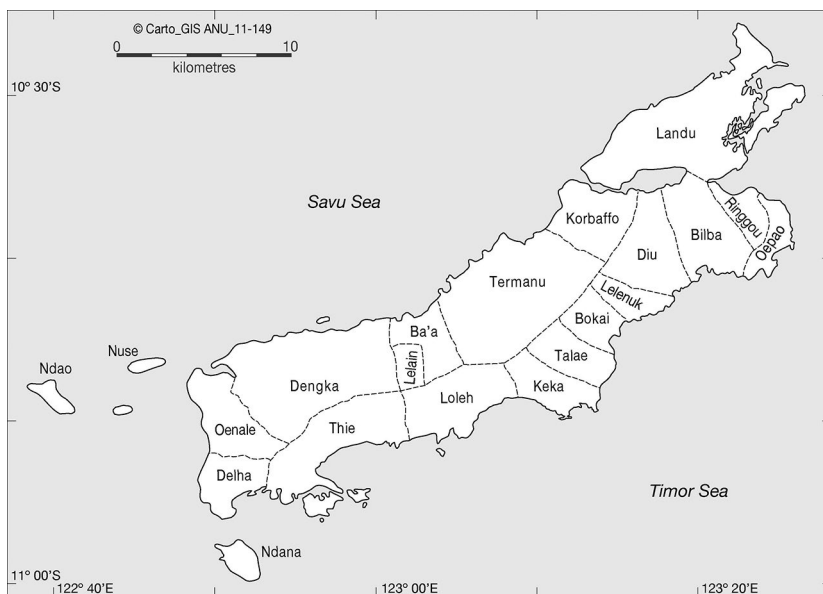 © Carto_GIS ANU_11-149
0 10
kilometres
10° 30'S
Landu
Savu Sea
Korbaffo
Ringgou
Bilba
Oepao
Diu
Termanu
Lelenuk
Bokai
Ba'a
Nuse
Talae
Lelain
Ndao
Dengka
Keka
Loleh
Oenale
Thie
Delha
Timor Sea
Ndana
11° 00'S
122° 40'E
123° 00'E
123° 20'E